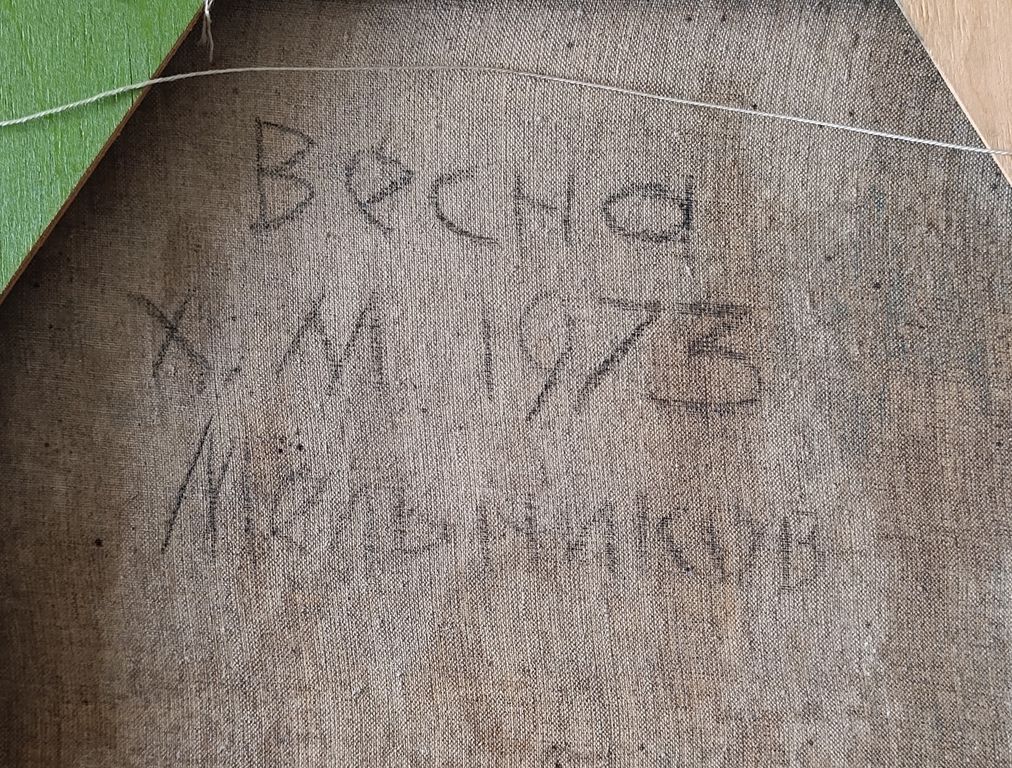 Весна
Х. М. 1973
Мельников